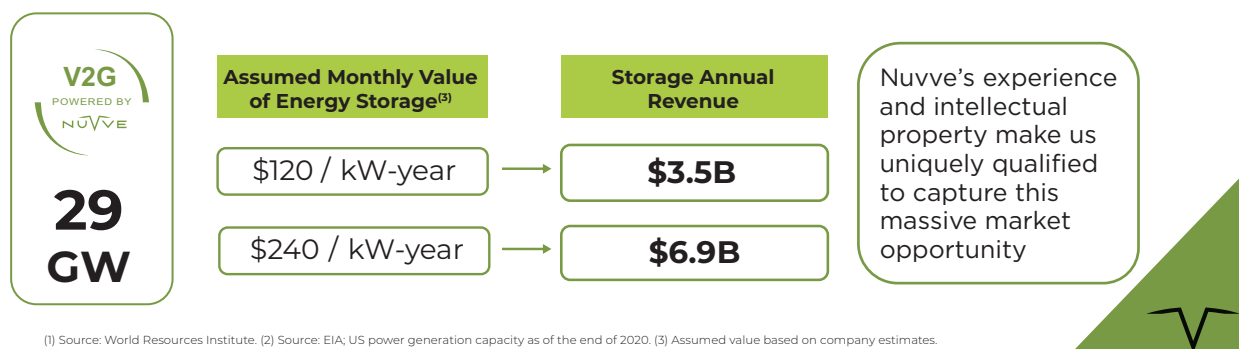 V2G
POWERED BY
NUVVE
29
GW
Assumed Monthly Value
of Energy Storage(3)
Storage Annual
Revenue
$120 / kW-year
$3.5B
$240 / kW-year
$6.9B
Nuvve’s experience
and intellectual
property make us
uniquely qualified
to capture this
massive market
opportunity
(1) Source: World Resources Institute. (2) Source: EIA; US power generation capacity as of the end of 2020. (3) Assumed value based on company estimates.